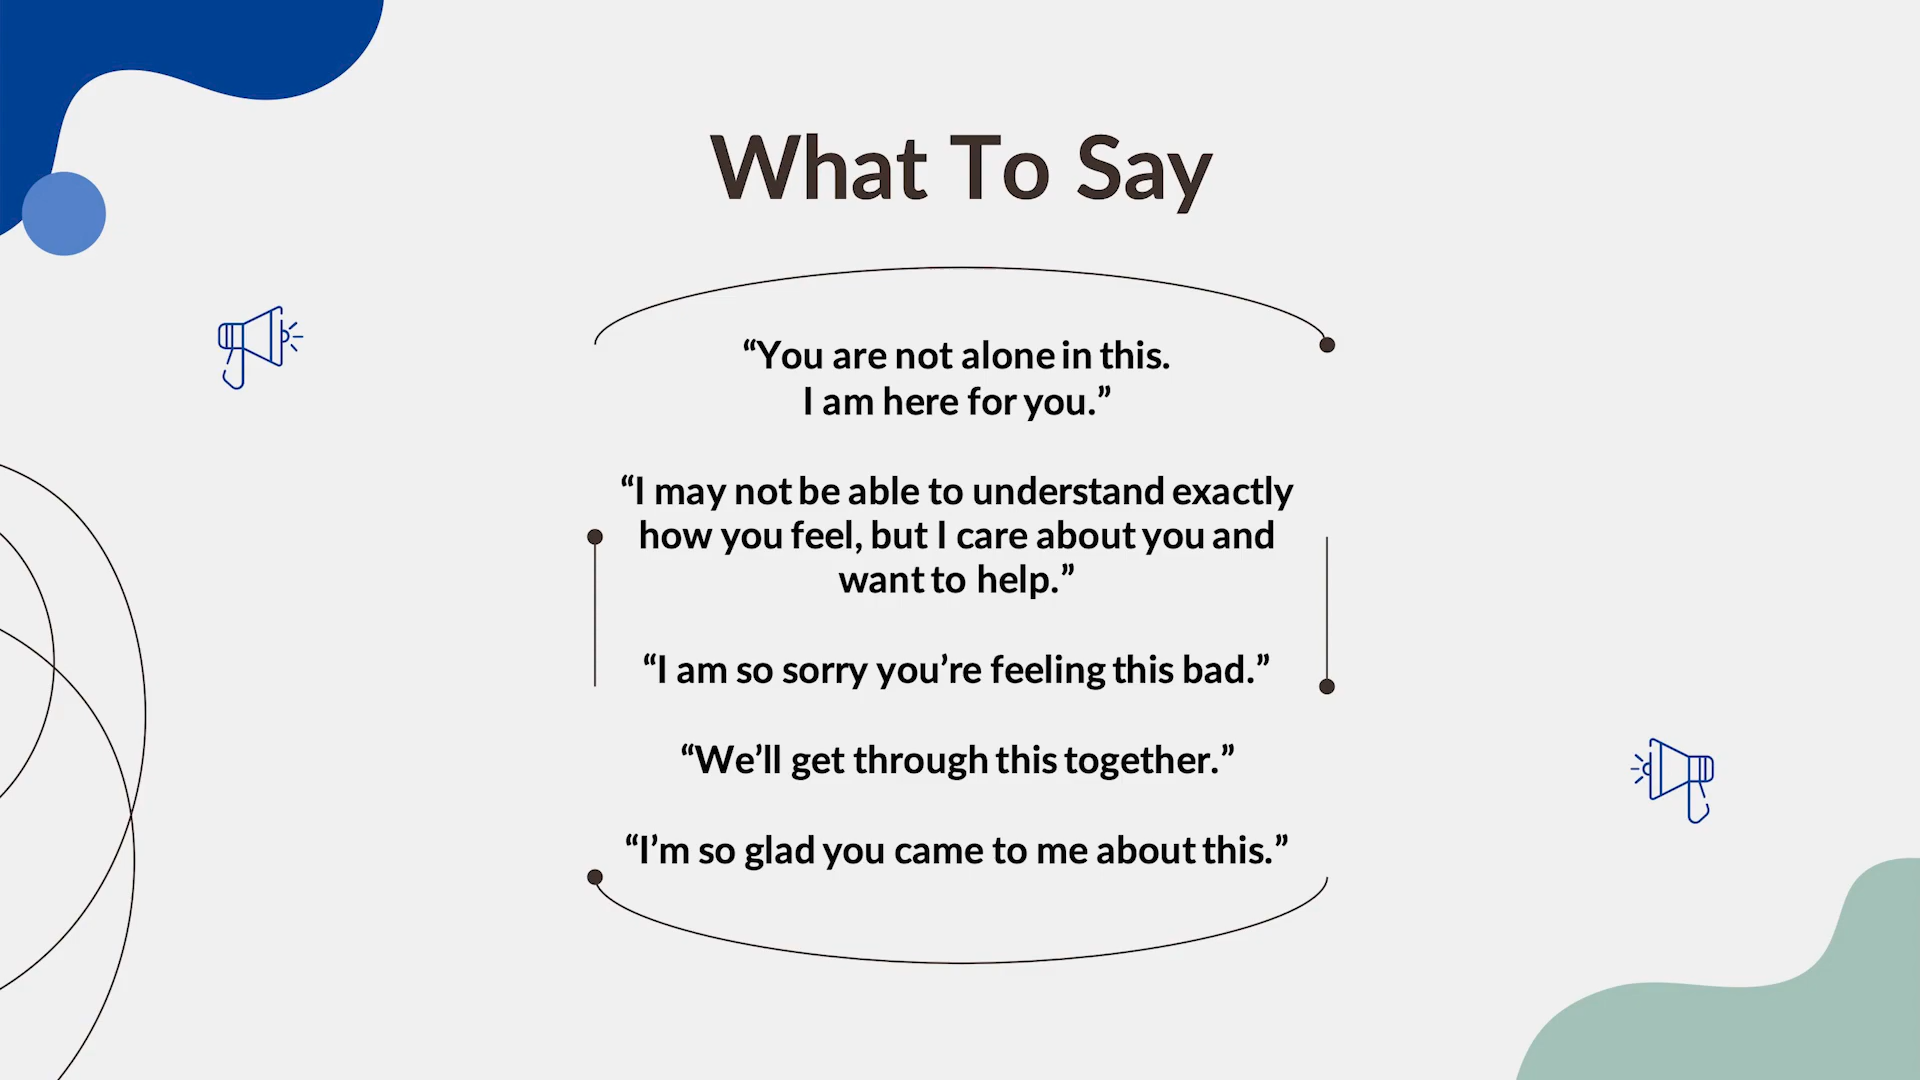 What To Say
“You are not alone in this.
I am here for you.”
“I may not be able to understand exactly
how you feel, but I care about you and
want to help.”
“I am so sorry you’re feeling this bad.”
“We’ll get through this together.”
“I’m so glad you came to me about this.”